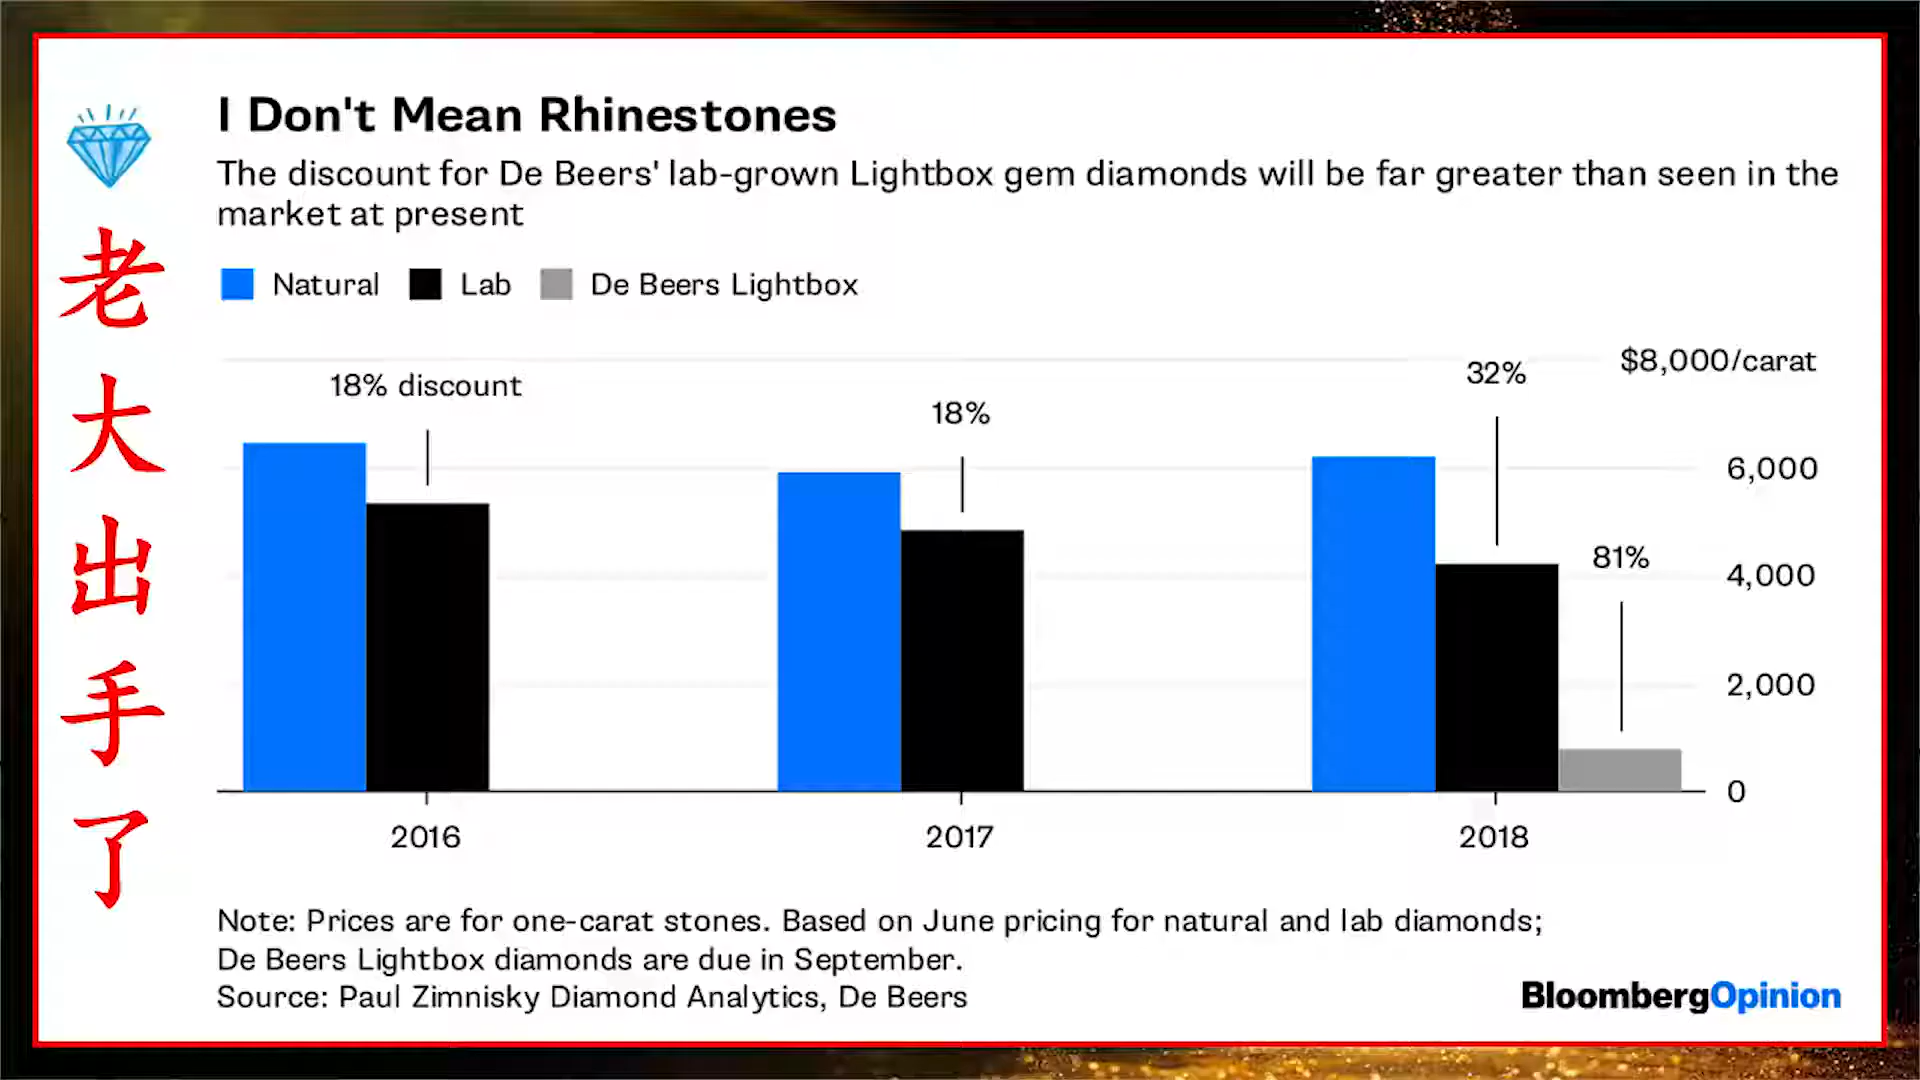 老大出手了
I Don't Mean Rhinestones
The discount for De Beers' lab-grown Lightbox gem diamonds will be far greater than seen in the
market at present
Natural Lab De Beers Lightbox
$8,000/carat
18% discount
18%
32%
81%
6,000
4,000
2,000
0
2016 2017 2018
Note: Prices are for one-carat stones. Based on June pricing for natural and lab diamonds;
De Beers Lightbox diamonds are due in September.
Source: Paul Zimnisky Diamond Analytics, De Beers
BloombergOpinion